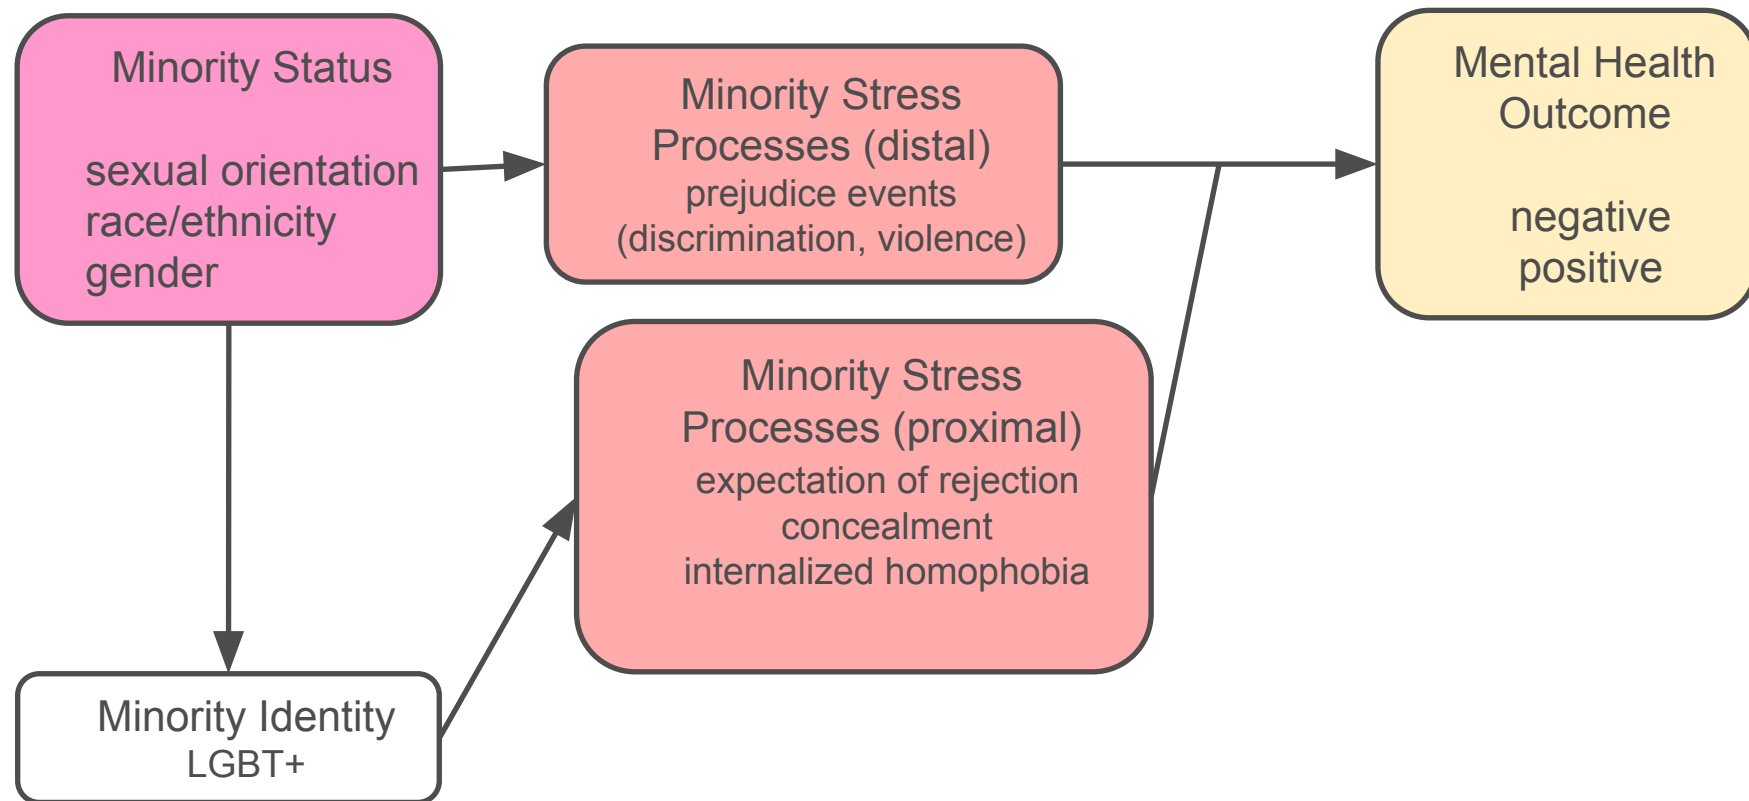 Minority Status
sexual orientation
race/ethnicity
gender
Minority Stress
Processes (distal)
prejudice events
(discrimination, violence)
Mental Health
Outcome
negative
positive
Minority Stress
Processes (proximal)
expectation of rejection
concealment
internalized homophobia
Minority Identity
LGBT+